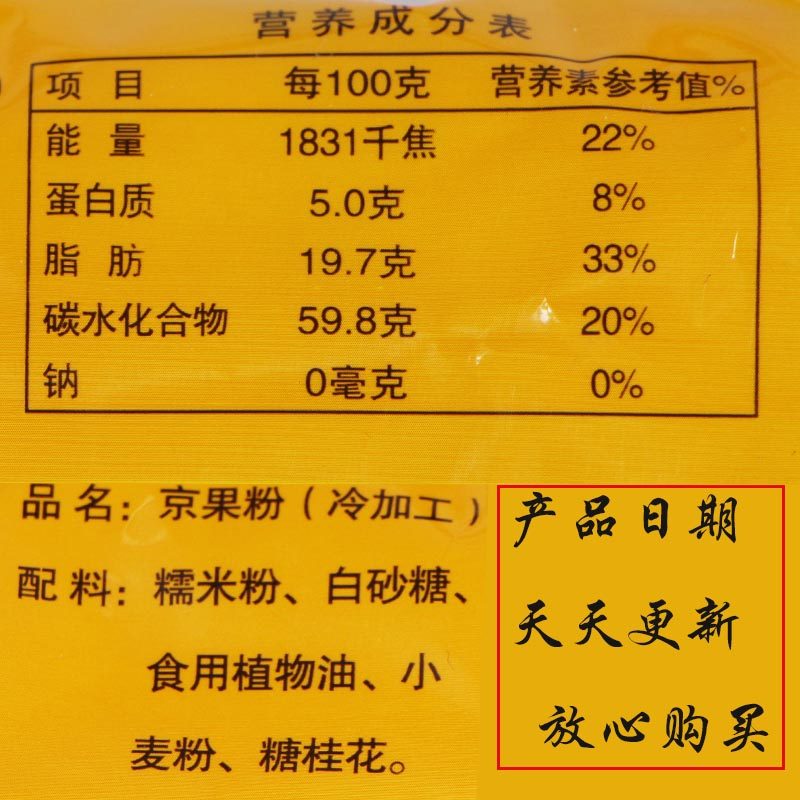 营养成分表
项 目 每100克 营养素参考值%
能 量 1831千焦 22%
蛋白质 5.0克 8%
脂 肪 19.7克 33%
碳水化合物 59.8克 20%
钠 0毫克 0%
品 名：京果粉（冷加工）
配 料：糯米粉、白砂糖、
食用植物油、小
麦粉、糖桂花。
产品日期
天天更新
放心购买